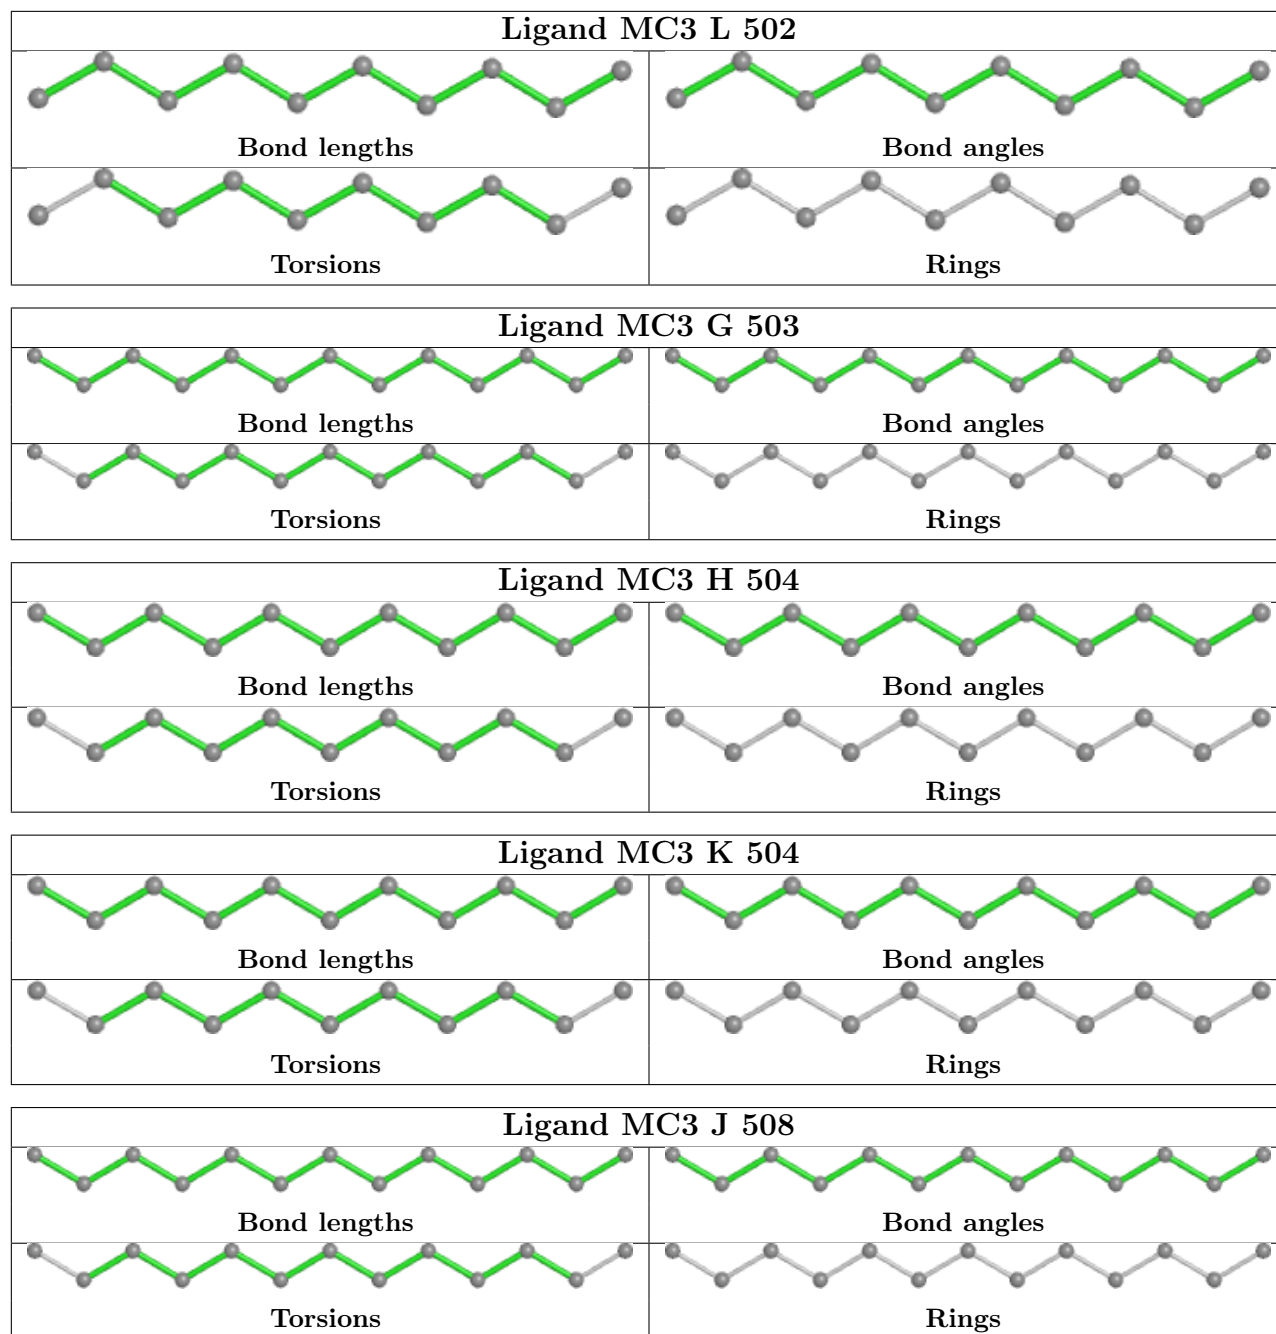 Ligand MC3 L 502
Bond lengths
Bond angles
Torsions
Rings
Ligand MC3 G 503
Bond lengths
Bond angles
Torsions
Rings
Ligand MC3 H 504
Bond lengths
Bond angles
Torsions
Rings
Ligand MC3 K 504
Bond lengths
Bond angles
Torsions
Rings
Ligand MC3 J 508
Bond lengths
Bond angles
Torsions
Rings